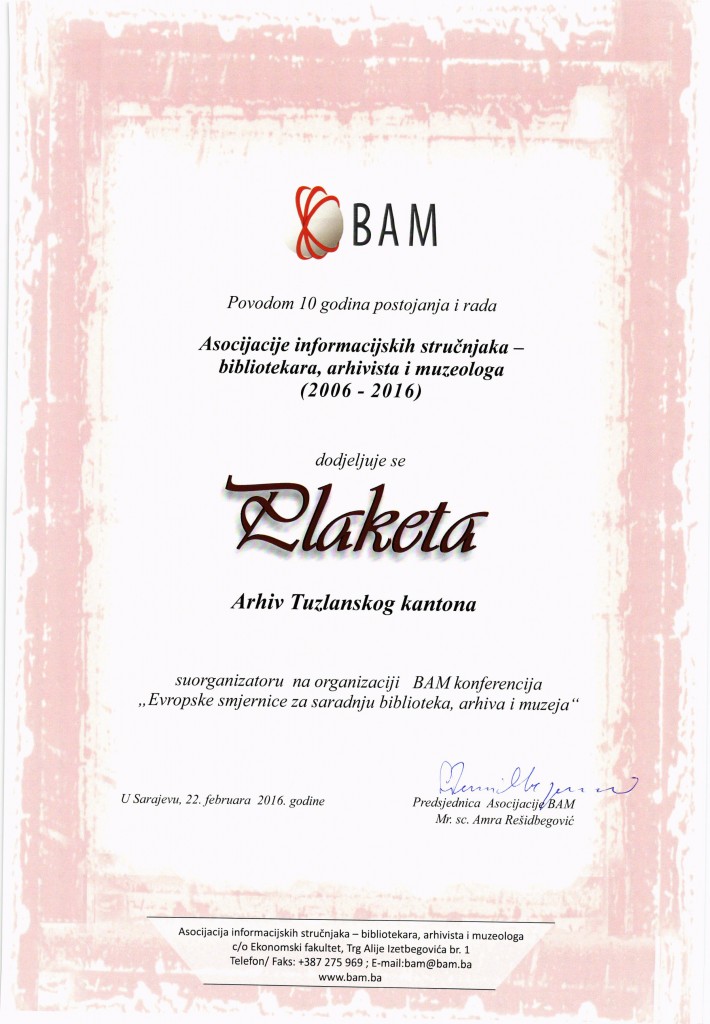 BAM
Povodom 10 godina postojanja i rada
Asocijacije informacijskih stručnjaka –
bibliotekara, arhivista i muzeologa
(2006 - 2016)
dodjeljuje se
Plaketa
Arhiv Tuzlanskog kantona
suorganizatoru na organizaciji BAM konferencija
„Evropske smjernice za saradnju biblioteka, arhiva i muzeja“
U Sarajevu, 22. februara 2016. godine
Predsjednica Asocijacije BAM
Mr. sc. Amra Rešidbegović
Asocijacija informacijskih stručnjaka – bibliotekara, arhivista i muzeologa
c/o Ekonomski fakultet, Trg Alije Izetbegovića br. 1
Telefon/ Faks: +387 275 969 ; E-mail:bam@bam.ba
www.bam.ba